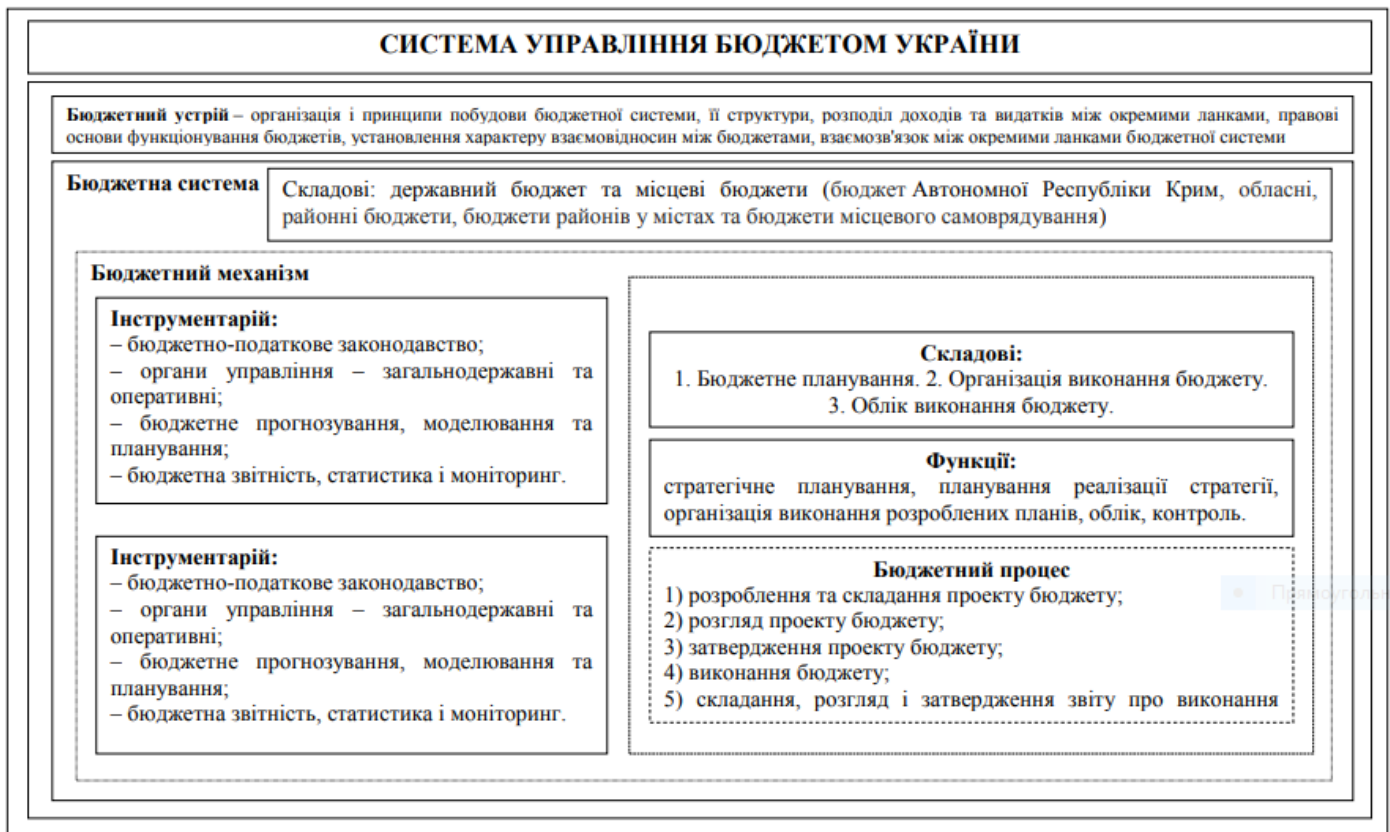 СИСТЕМА УПРАВЛІННЯ БЮДЖЕТОМ УКРАЇНИ
Бюджетний устрій – організація і принципи побудови бюджетної системи, її структури, розподіл доходів та видатків між окремими ланками, правові
основи функціонування бюджетів, установлення характеру взаємовідносин між бюджетами, взаємозв'язок між окремими ланками бюджетної системи
Бюджетна система
Складові: державний бюджет та місцеві бюджети (бюджет Автономної Республіки Крим, обласні,
районні бюджети, бюджети районів у містах та бюджети місцевого самоврядування)
Бюджетний механізм
Інструментарій:
– бюджетно-податкове законодавство;
– органи управління – загальнодержавні та
оперативні;
– бюджетне прогнозування, моделювання та
планування;
– бюджетна звітність, статистика і моніторинг.
Інструментарій:
– бюджетно-податкове законодавство;
– органи управління – загальнодержавні та
оперативні;
– бюджетне прогнозування, моделювання та
планування;
– бюджетна звітність, статистика і моніторинг.
Складові:
1. Бюджетне планування. 2. Організація виконання бюджету.
3. Облік виконання бюджету.
Функції:
стратегічне планування, планування реалізації стратегії,
організація виконання розроблених планів, облік, контроль.
Бюджетний процес
1) розроблення та складання проекту бюджету;
2) розгляд проекту бюджету;
3) затвердження проекту бюджету;
4) виконання бюджету;
5) складання, розгляд і затвердження звіту про виконання